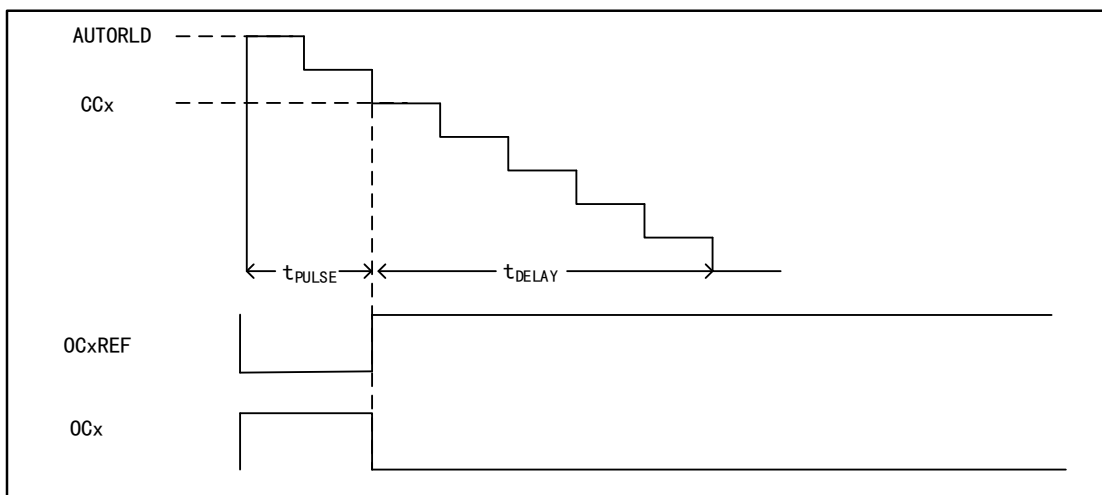 AUTORLD
CCx
tPULSE
tDELAY
OCxREF
OCx